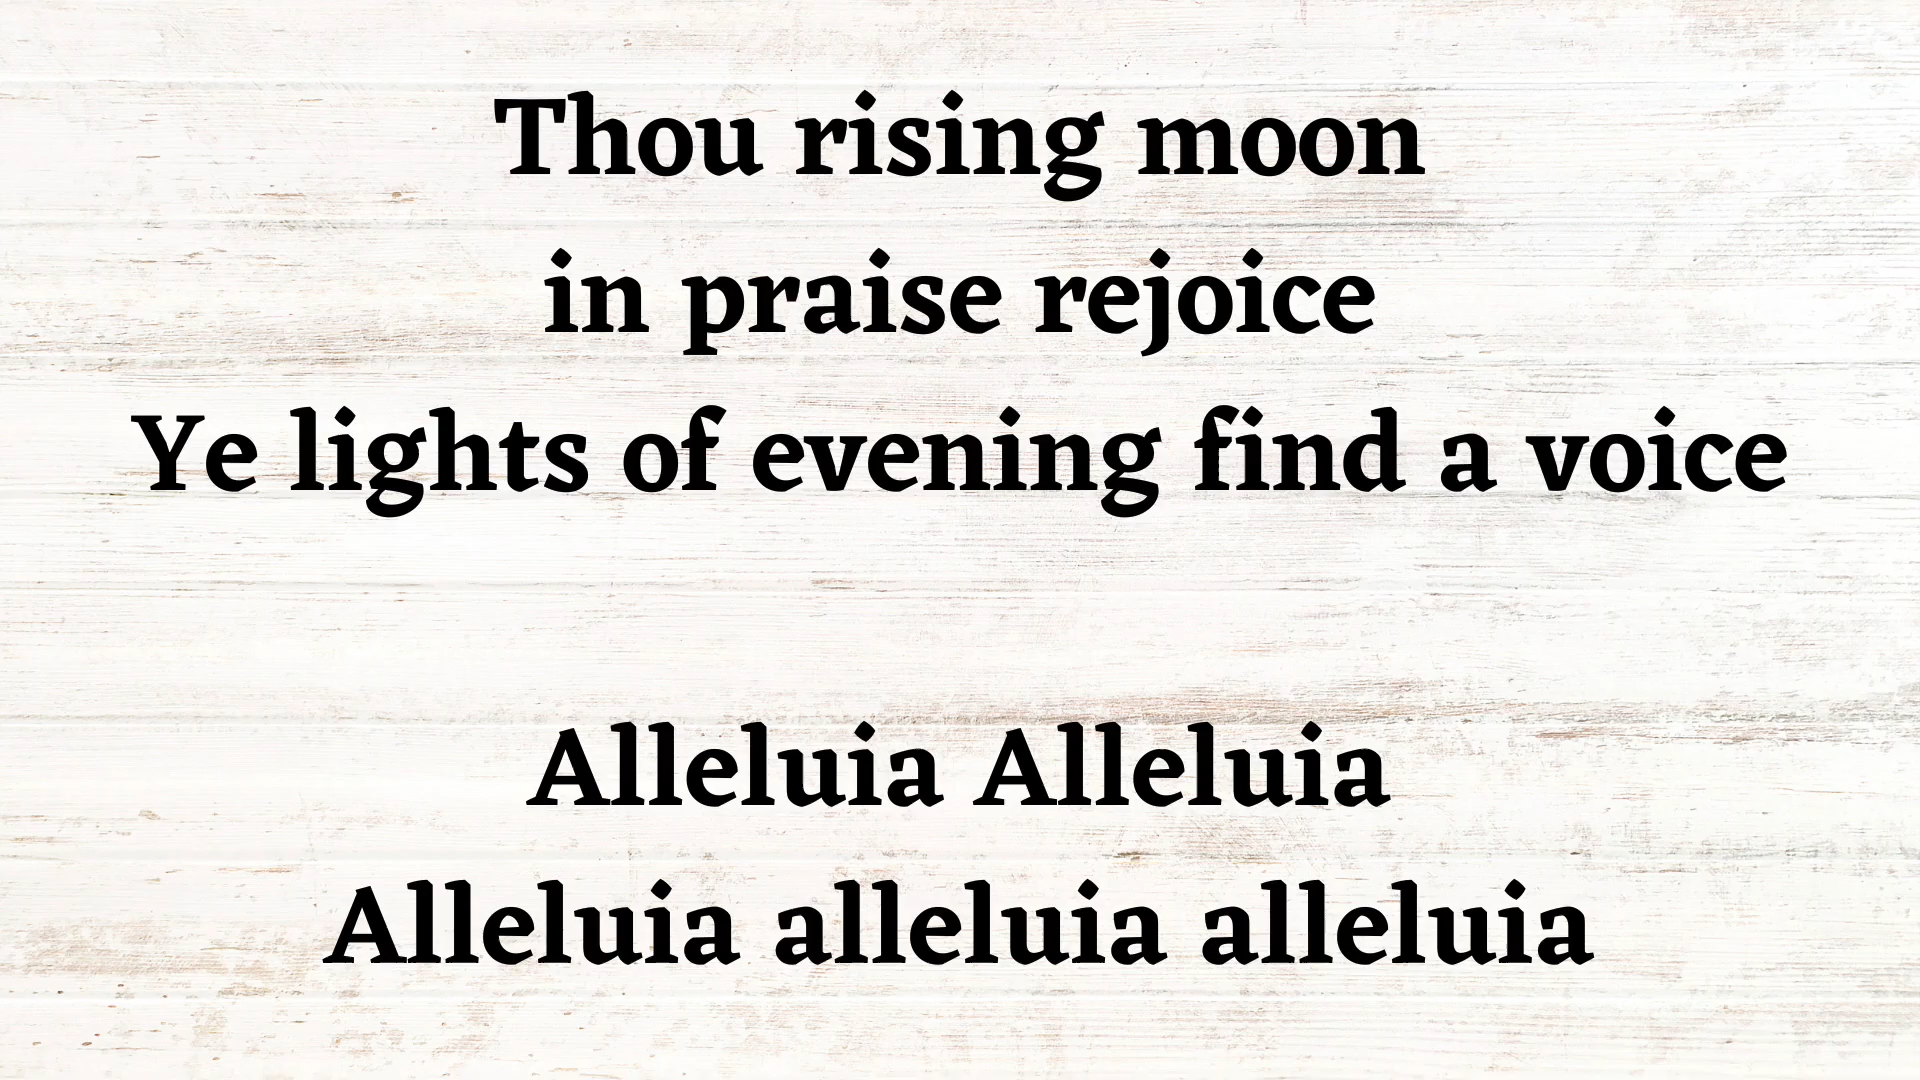 Thou rising moon
in praise rejoice
Ye lights of evening find a voice
Alleluia Alleluia
Alleluia alleluia alleluia